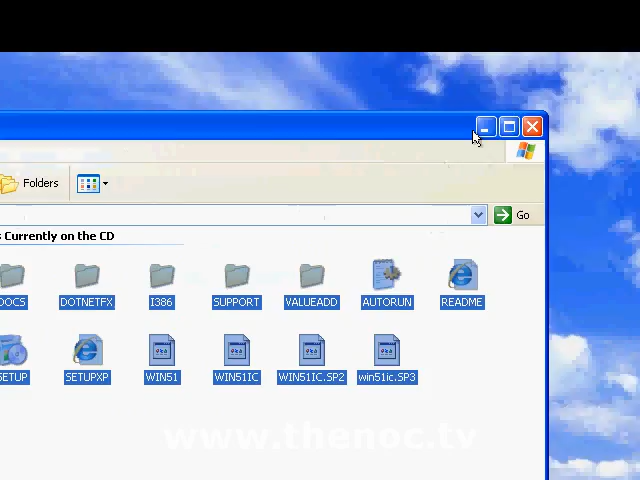 Folders
Go
s Currently on the CD
DOCS DOTNETFX I386 SUPPORT VALUEADD AUTORUN README
SETUP SETUPXP WIN51 WIN51IC WIN51IC.SP2 win51ic.SP3
www.thenoc.tv